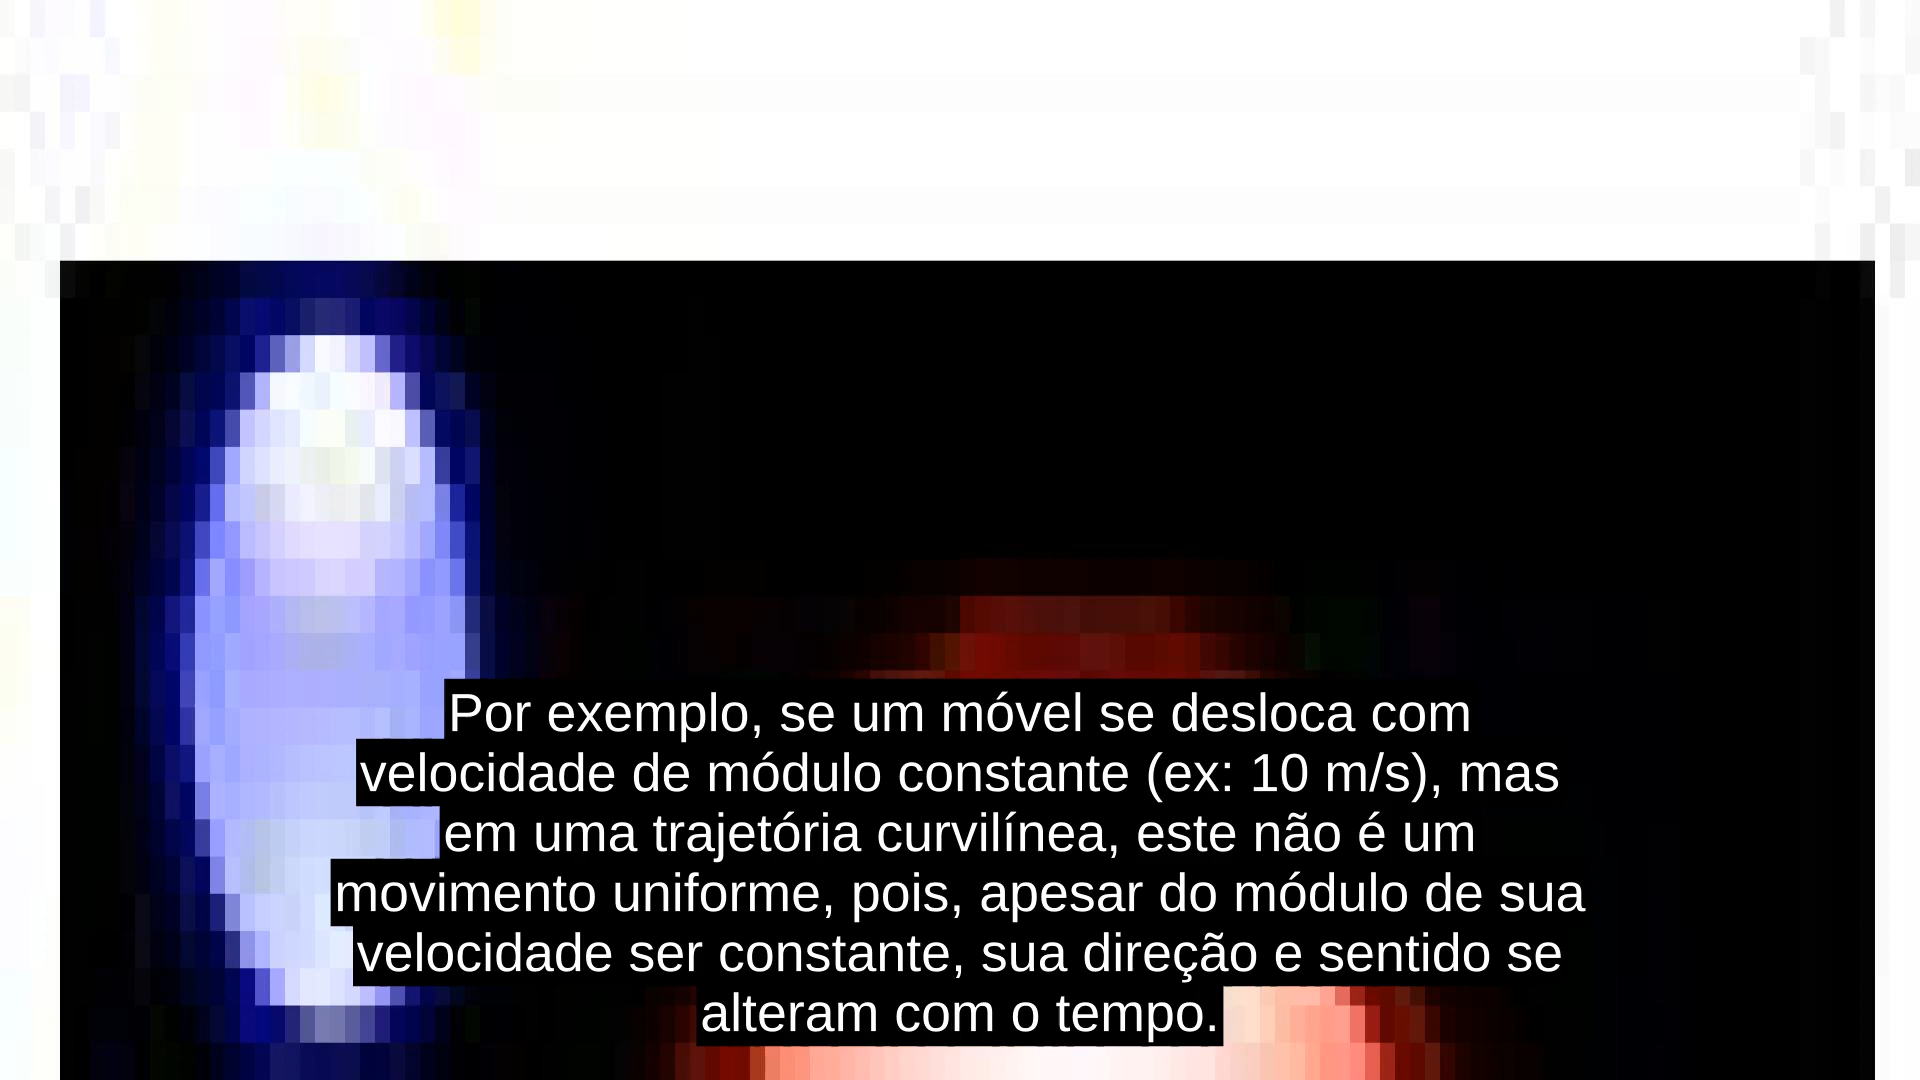 Por exemplo, se um móvel se desloca com
velocidade de módulo constante (ex: 10 m/s), mas
em uma trajetória curvilínea, este não é um
movimento uniforme, pois, apesar do módulo de sua
velocidade ser constante, sua direção e sentido se
alteram com o tempo.